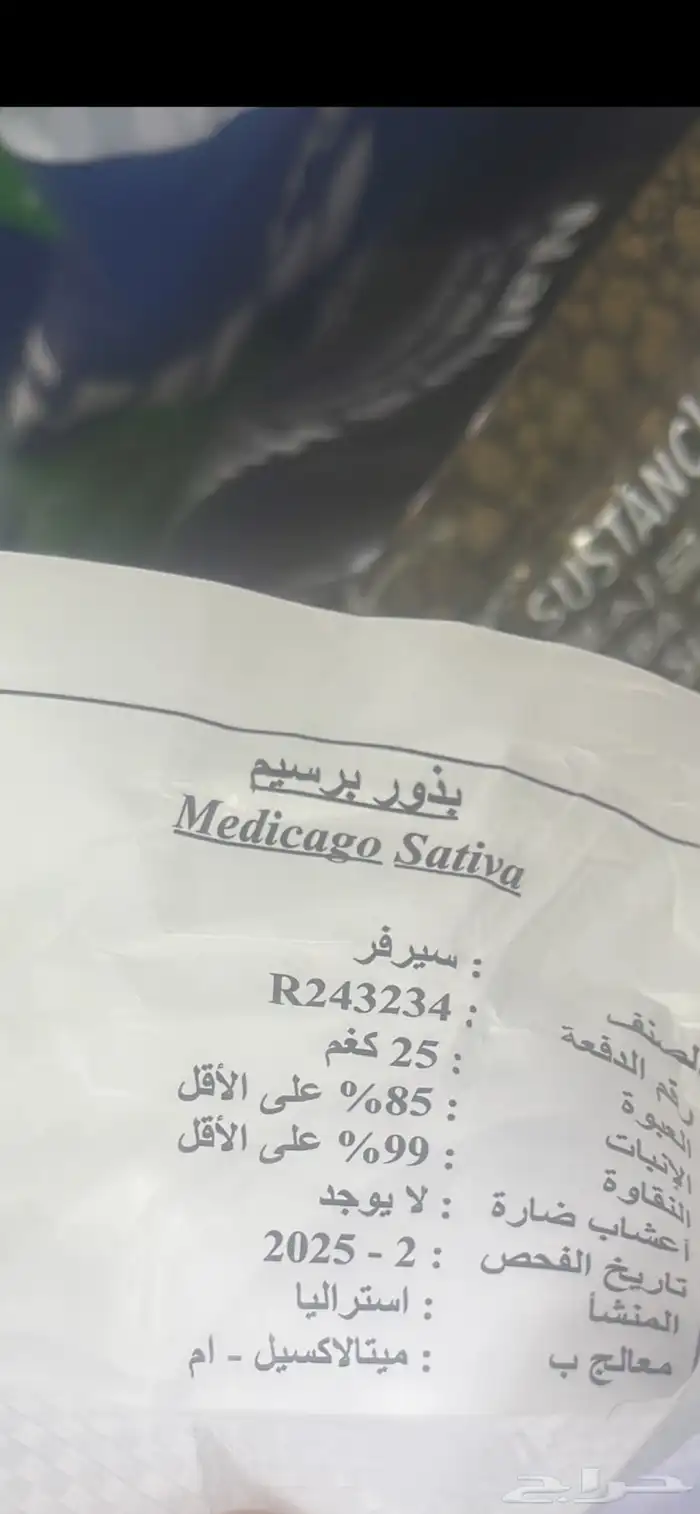 SUSTANC
بذور برسيم
Medicago Sativa
الصنف : سيرفر
رقم الدفعة : R243234
العبوة : 25 كغم
الإنبات : 85% على الأقل
النقاوة : 99% على الأقل
أعشاب ضارة : لا يوجد
تاريخ الفحص : 2 - 2025
المنشأ : استراليا
معالج ب : ميتالاكسيل - ام
حراج